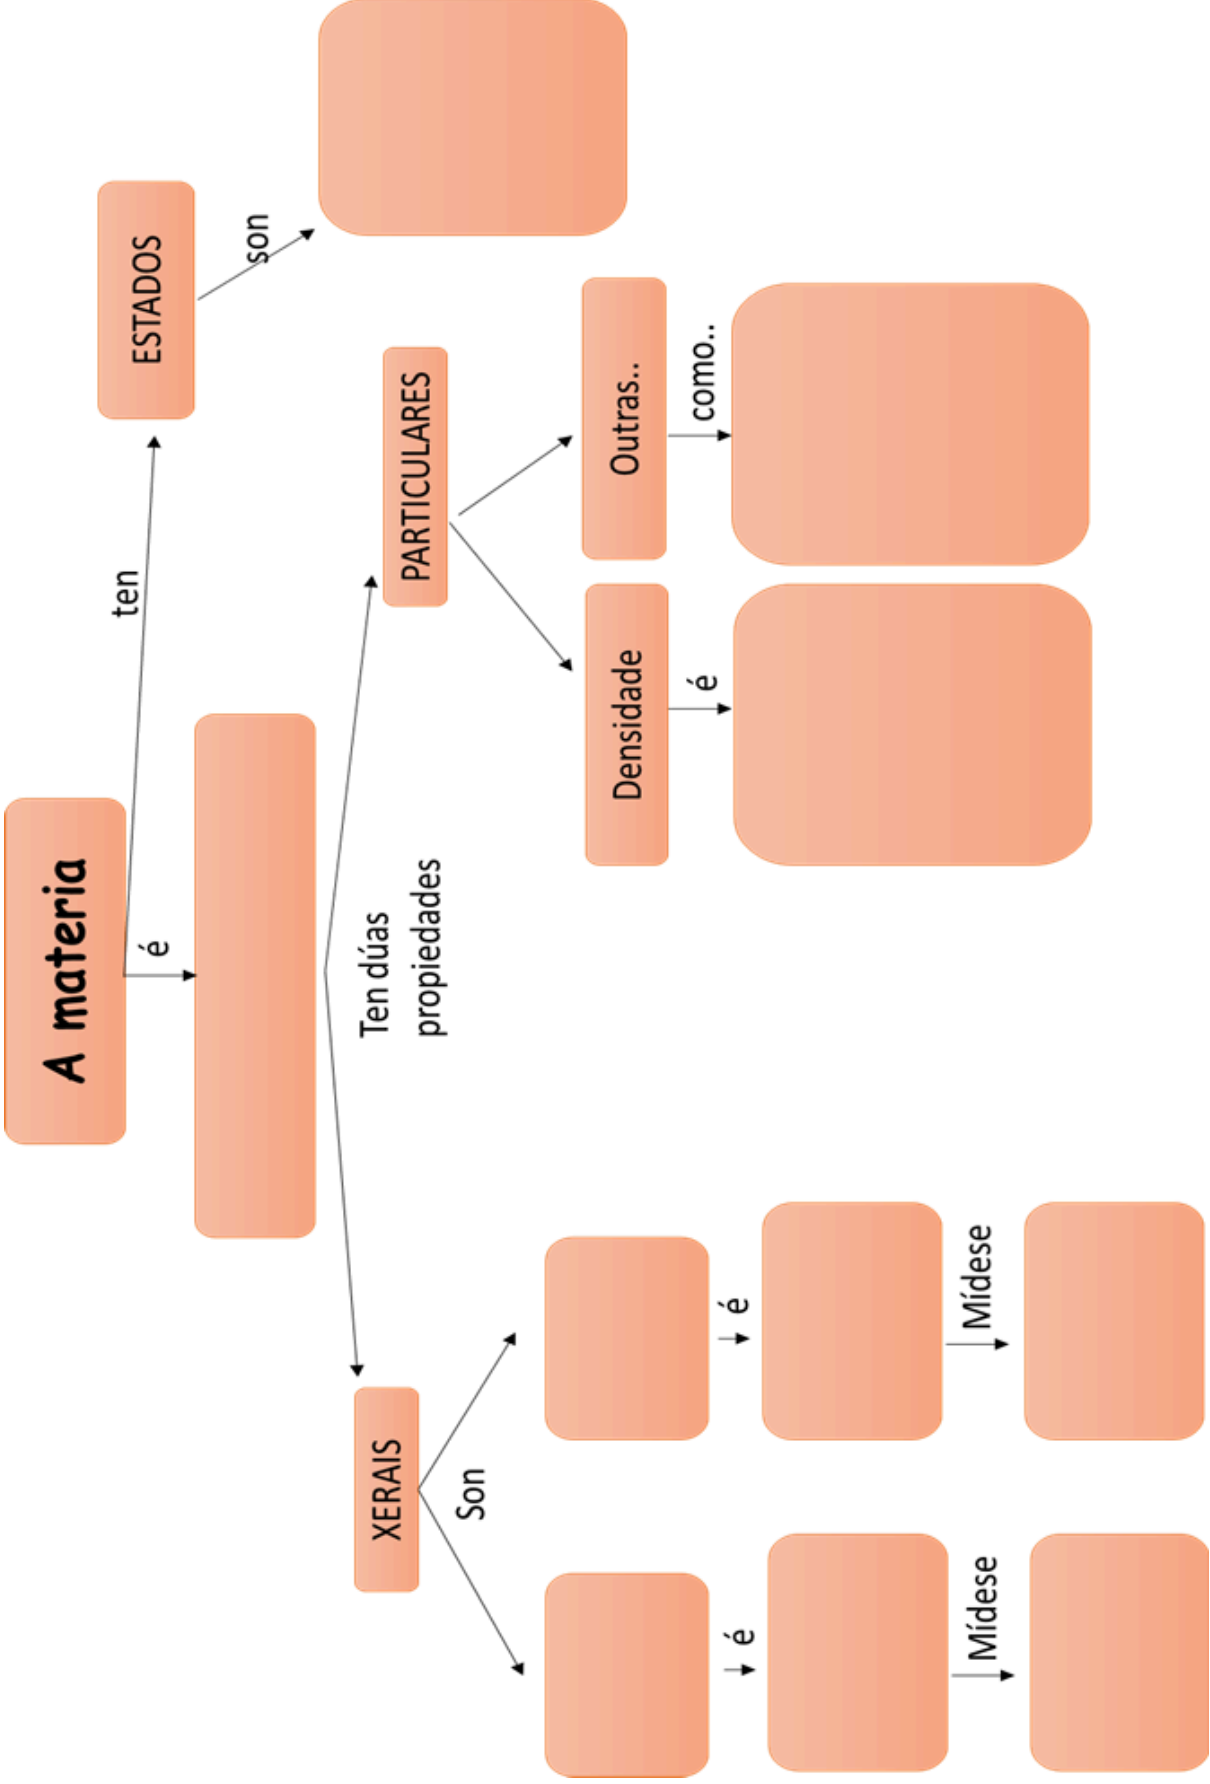 A materia
é
ten
ESTADOS
son
Ten dúas
propiedades
XERAIS
Son
é
Mídese
é
Mídese
PARTICULARES
Densidade
é
Outras..
como..